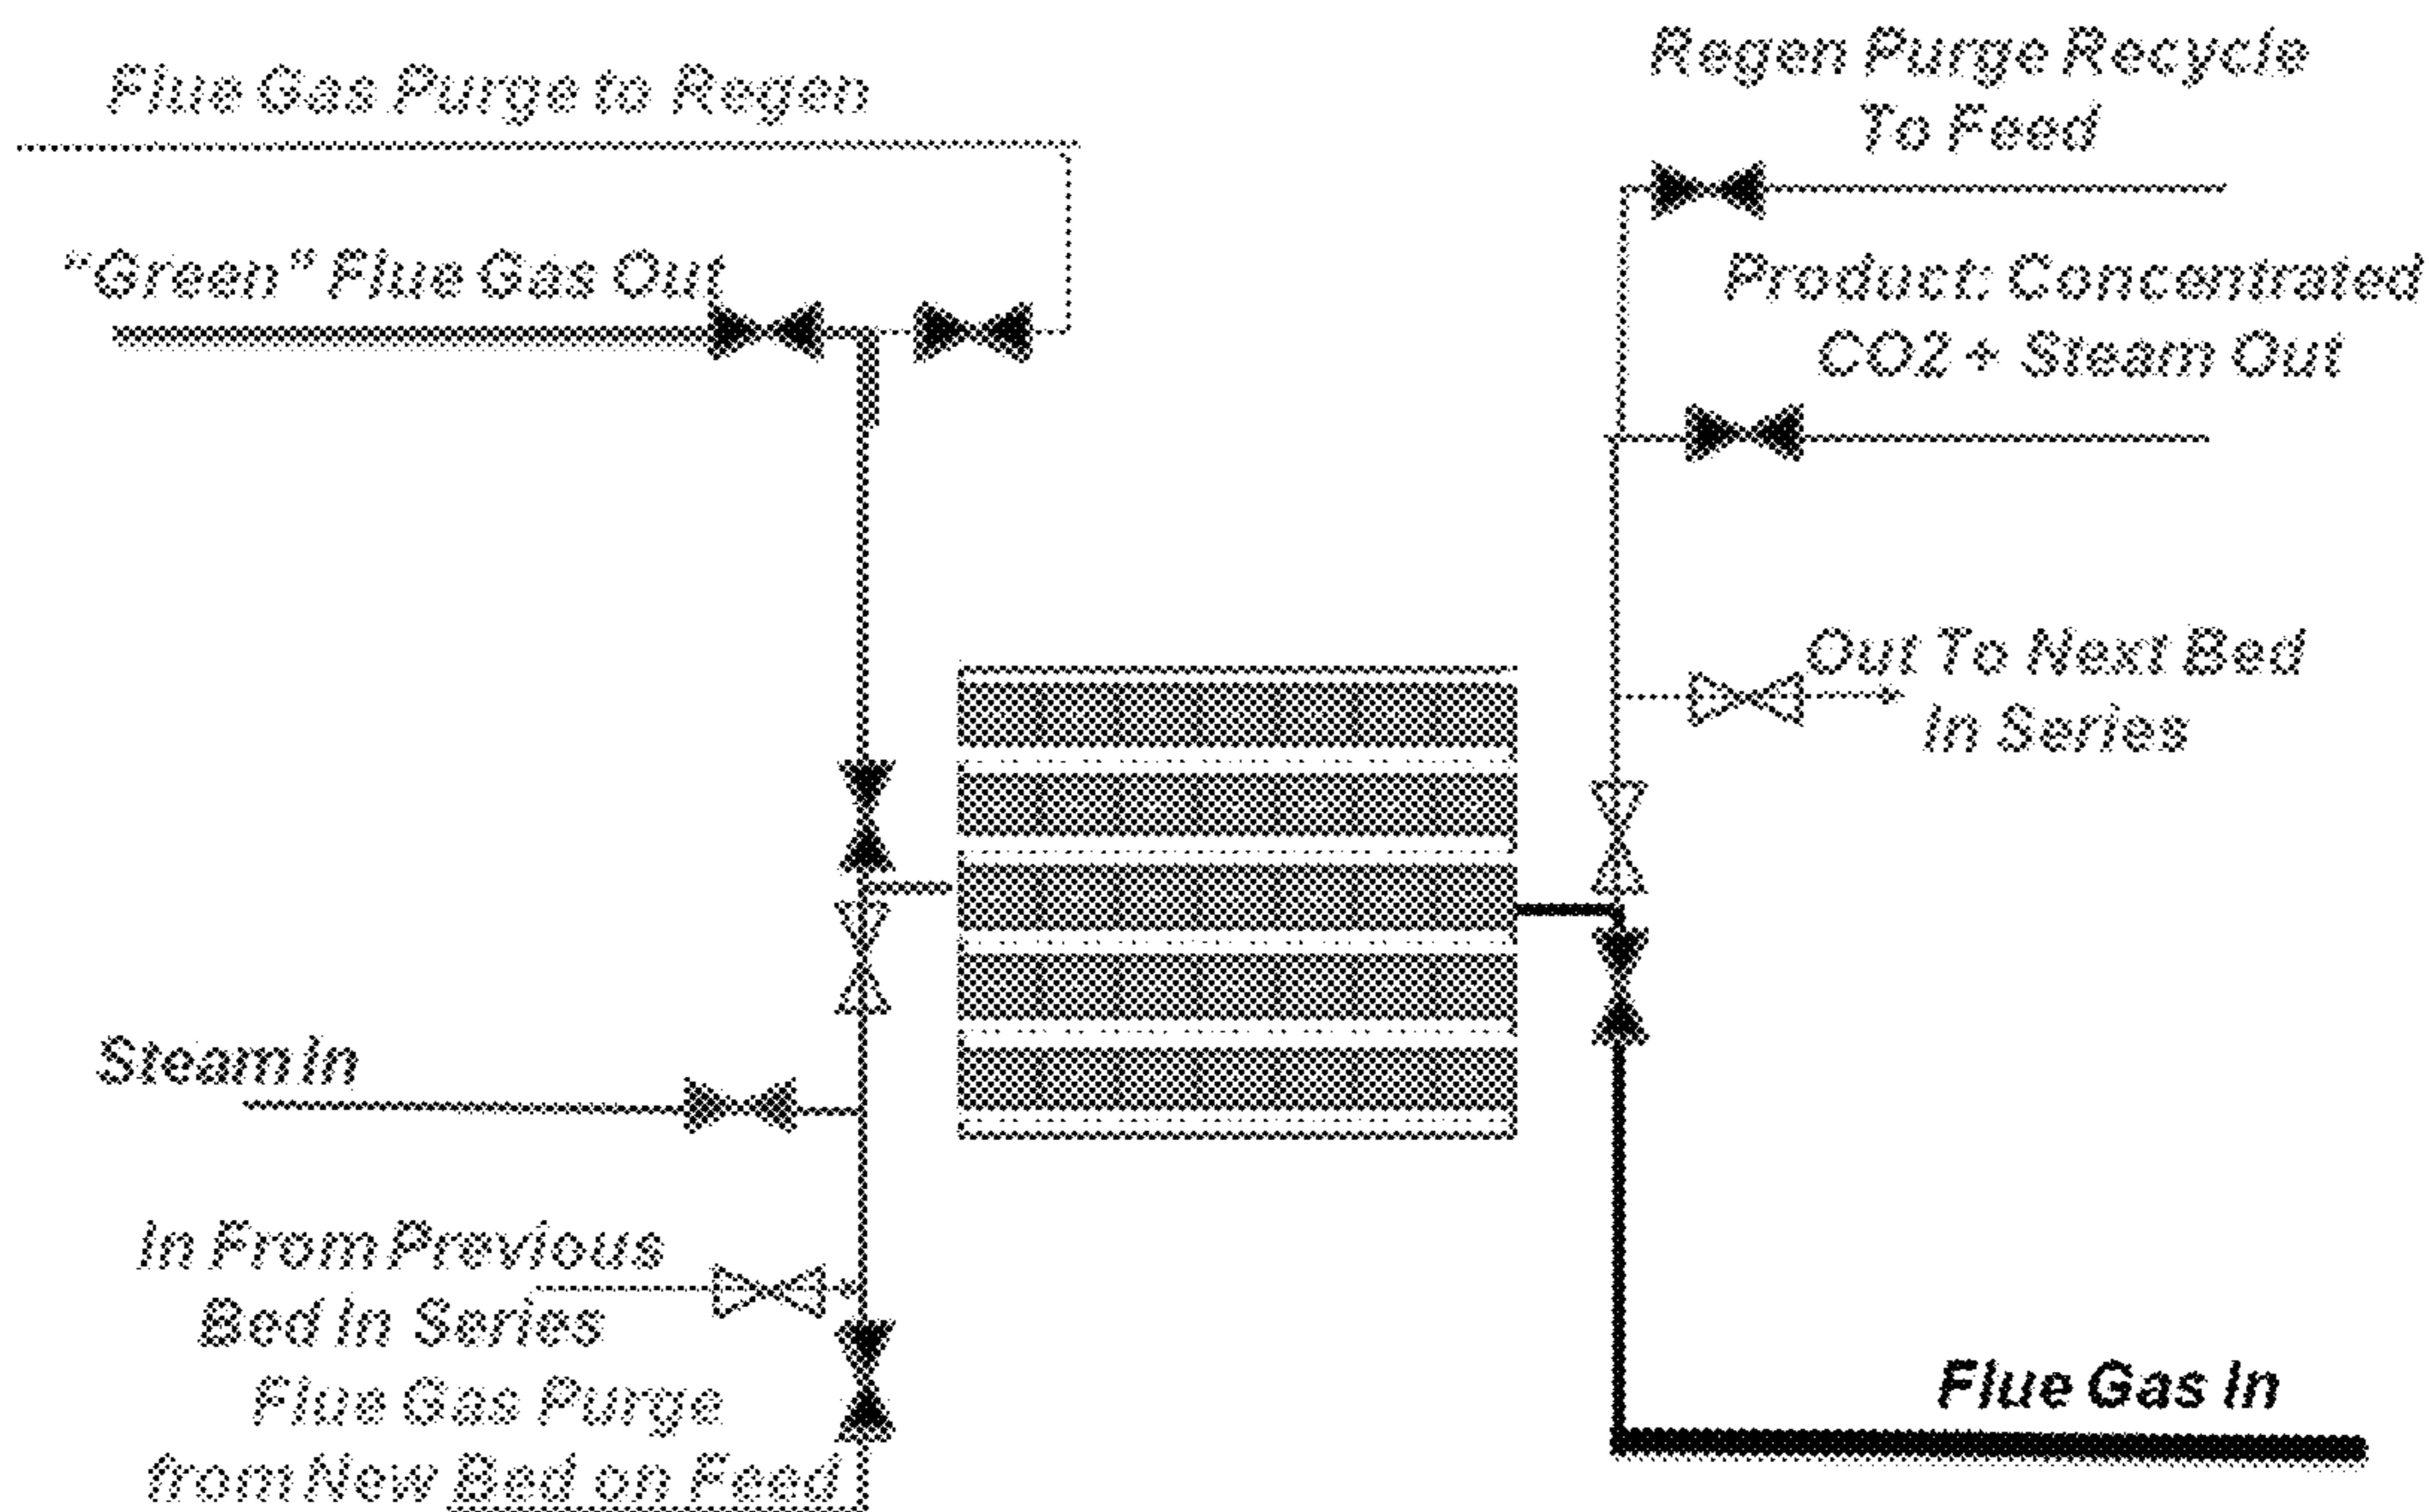 Flue Gas Purge to Regen
"Green" Flue Gas Out
Regen Purge Recycle
To Feed
Product: Concentrated
CO2 + Steam Out
Out To Next Bed
In Series
Steam In
In From Previous
Bed In Series
Flue Gas Purge
from New Bed on Feed
Flue Gas In